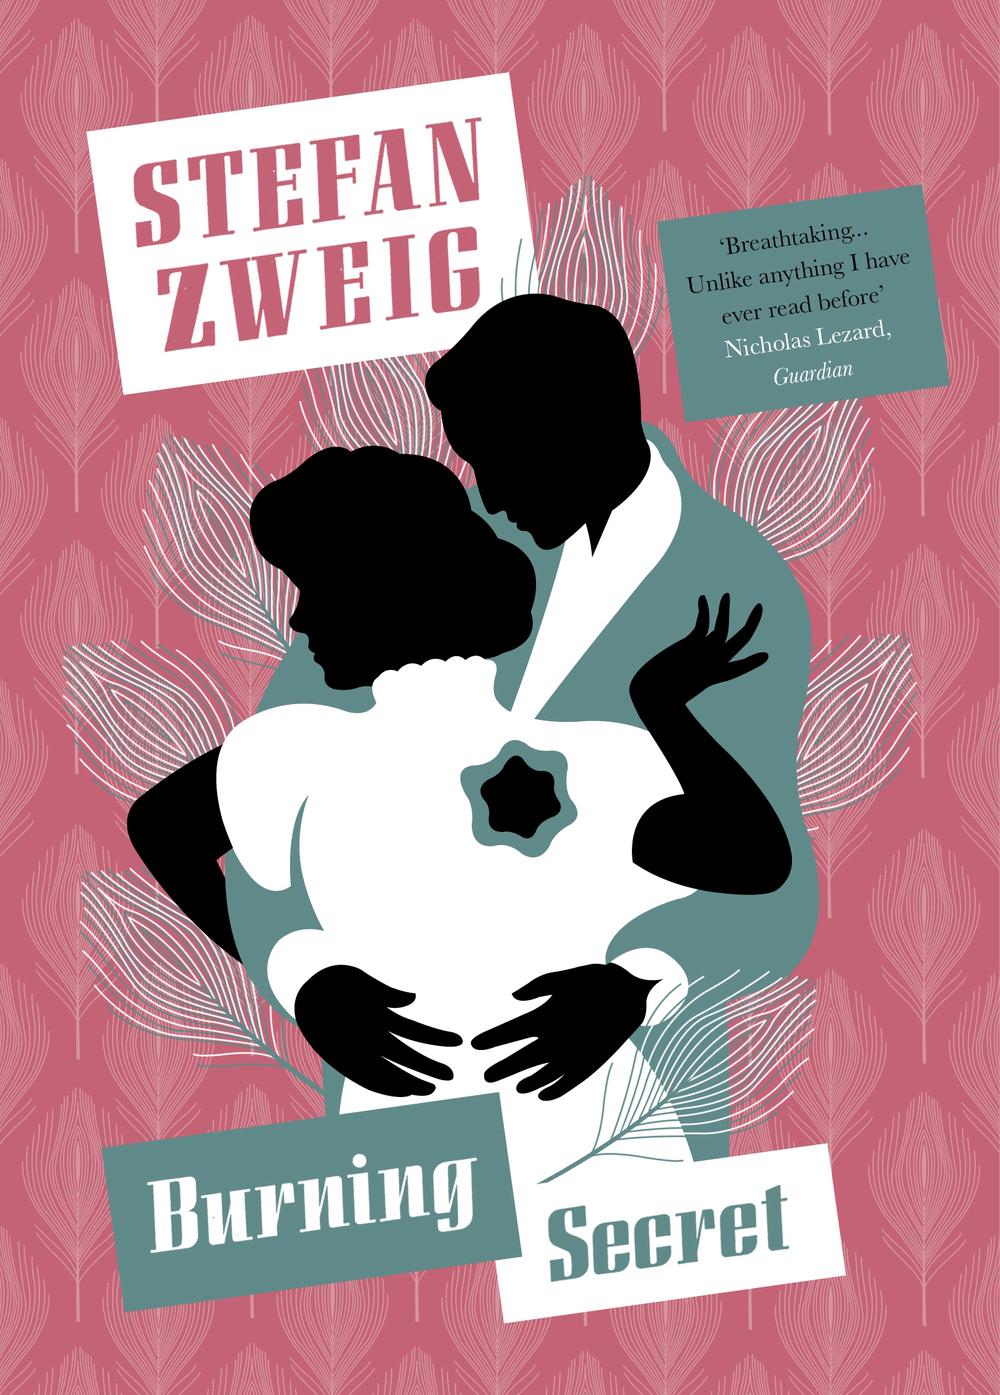 STEFAN
ZWEIG
‘Breathtaking...
Unlike anything I have
ever read before’
Nicholas Lezard,
Guardian
Burning
Secret